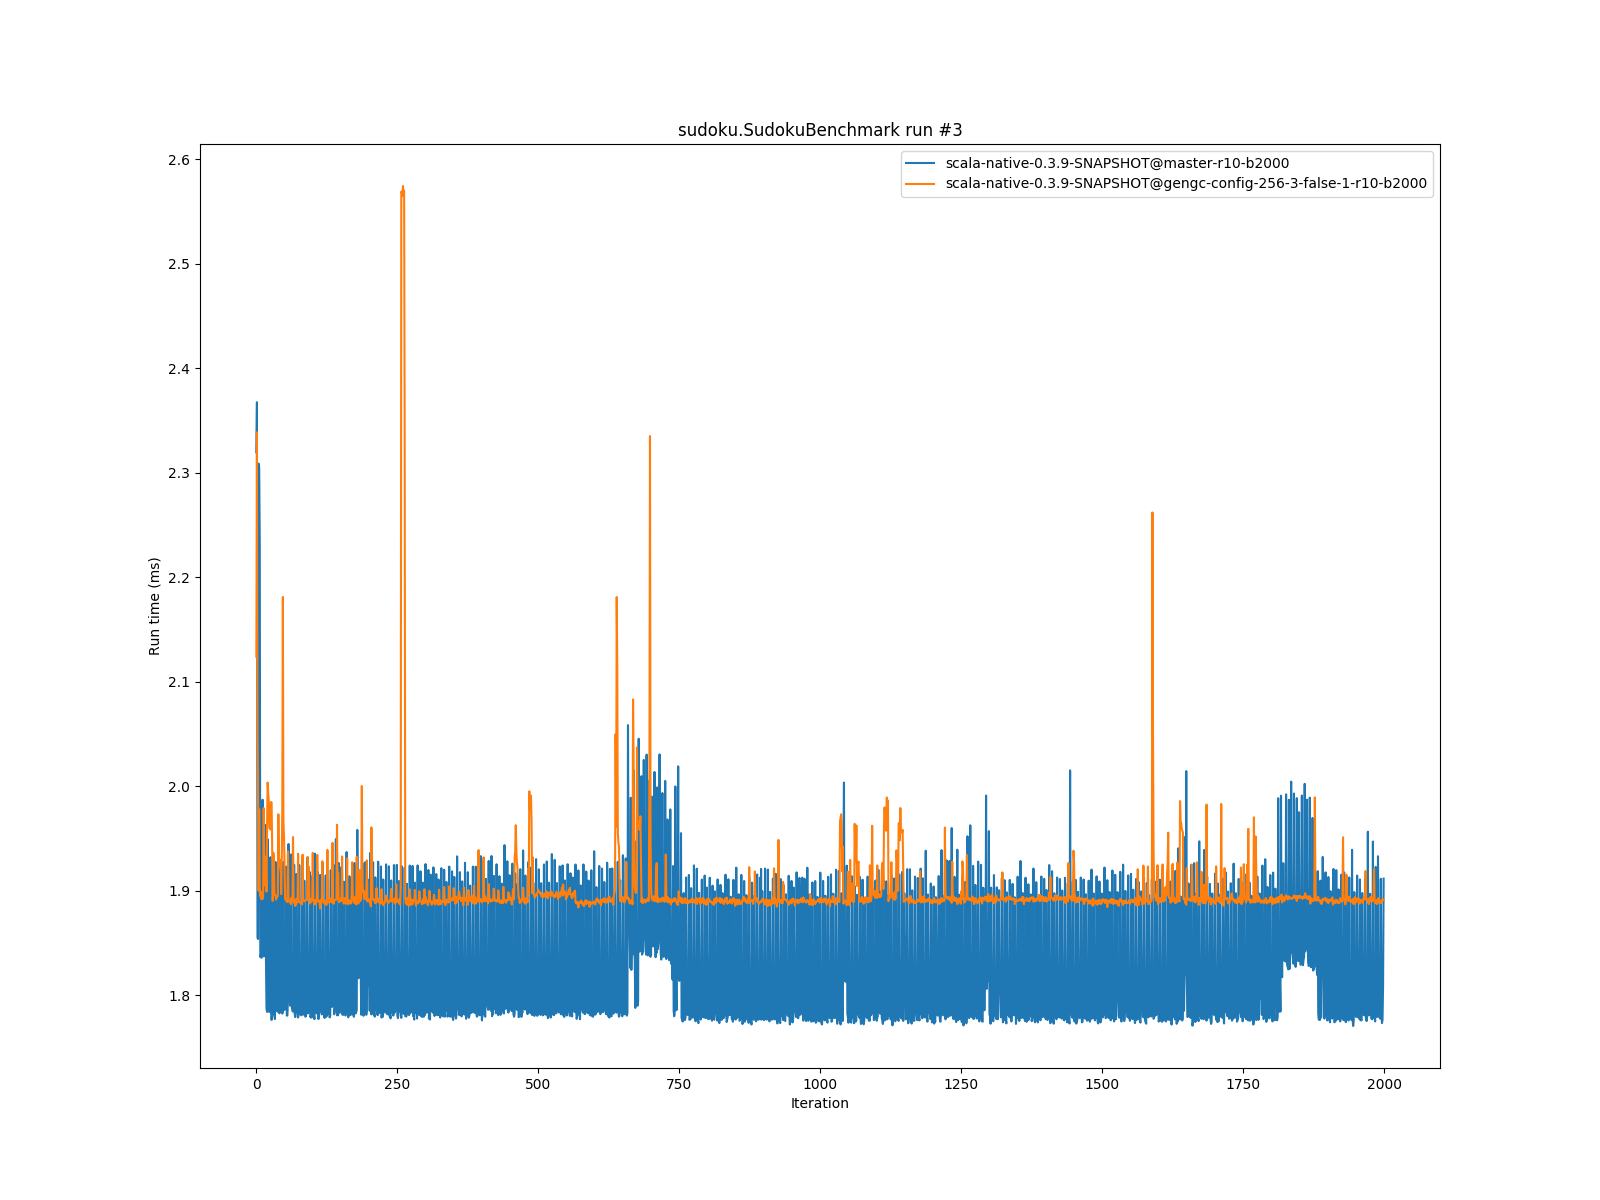 sudoku.SudokuBenchmark run #3
scala-native-0.3.9-SNAPSHOT@master-r10-b2000
scala-native-0.3.9-SNAPSHOT@gengc-config-256-3-false-1-r10-b2000
2.6
2.5
2.4
2.3
2.2
2.1
2.0
1.9
1.8
Run time (ms)
0 250 500 750 1000 1250 1500 1750 2000
Iteration